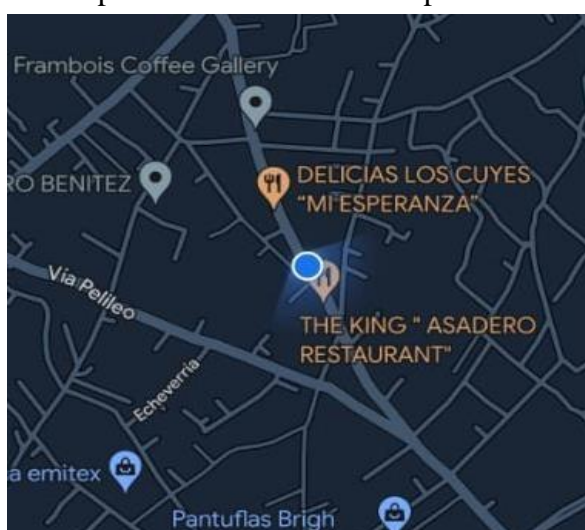 Frambois Coffee Gallery
RO BENITEZ
DELICIAS LOS CUYES
"MI ESPERANZA"
Via Pelileo
THE KING " ASADERO
RESTAURANT"
Echeverria
a emitex
Pantuflas Brigh